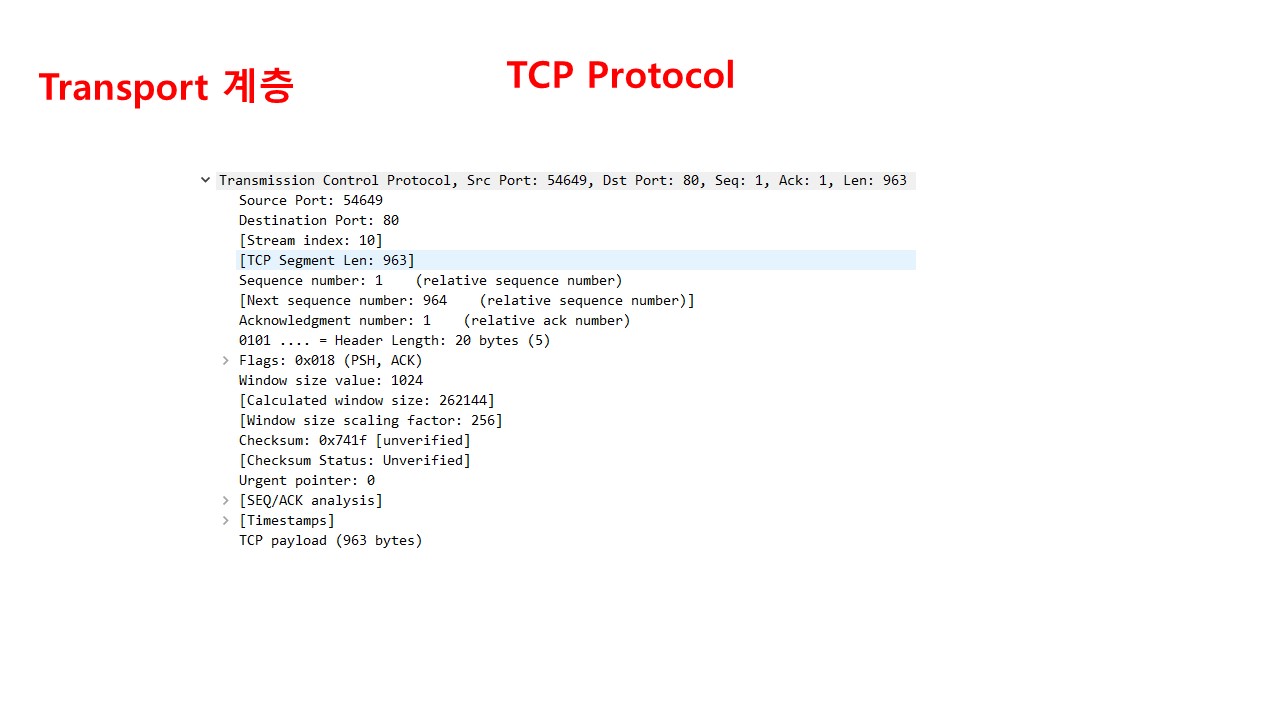 Transport 계층
TCP Protocol
Transmission Control Protocol, Src Port: 54649, Dst Port: 80, Seq: 1, Ack: 1, Len: 963
Source Port: 54649
Destination Port: 80
[Stream index: 10]
[TCP Segment Len: 963]
Sequence number: 1    (relative sequence number)
[Next sequence number: 964    (relative sequence number)]
Acknowledgment number: 1    (relative ack number)
0101 .... = Header Length: 20 bytes (5)
Flags: 0x018 (PSH, ACK)
Window size value: 1024
[Calculated window size: 262144]
[Window size scaling factor: 256]
Checksum: 0x741f [unverified]
[Checksum Status: Unverified]
Urgent pointer: 0
[SEQ/ACK analysis]
[Timestamps]
TCP payload (963 bytes)